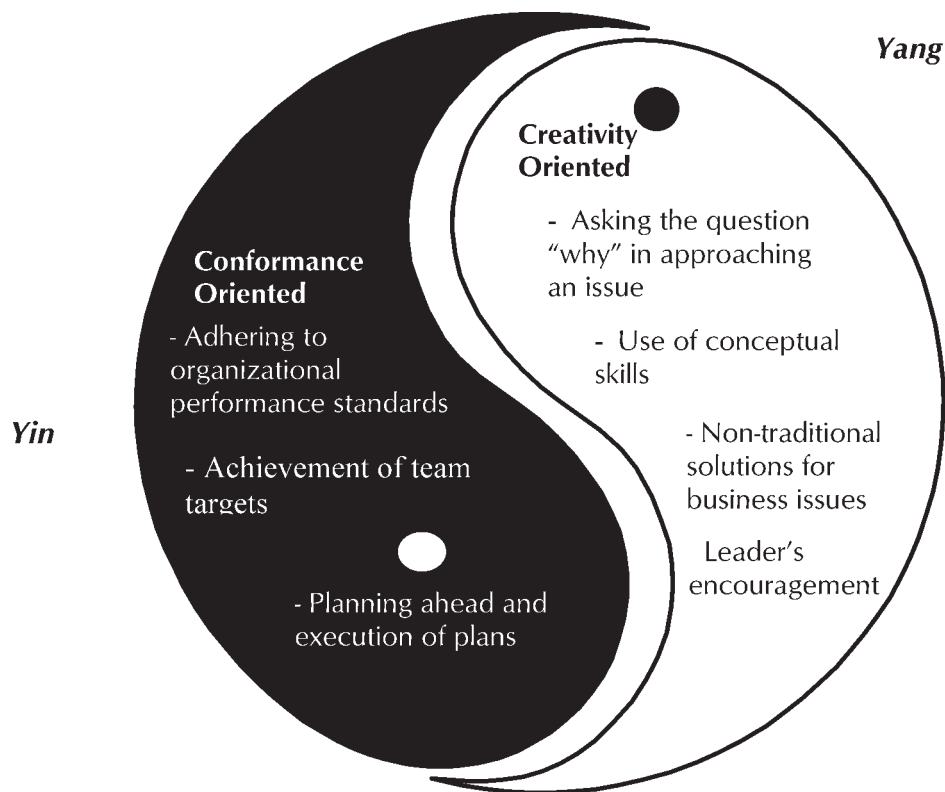 Yang
Creativity
Oriented
- Asking the question
“why” in approaching
an issue
- Use of conceptual
skills
- Non-traditional
solutions for
business issues
Leader’s
encouragement
Yin
Conformance
Oriented
- Adhering to
organizational
performance standards
- Achievement of team
targets
- Planning ahead and
execution of plans